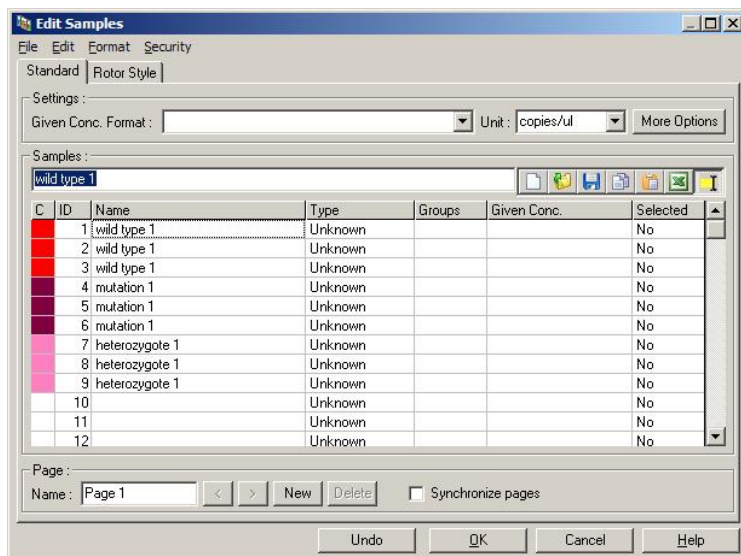 Edit Samples
File Edit Format Security
Standard Rotor Style
Settings :
Given Conc. Format : Unit : copies/ul More Options
Samples :
wild type 1
C ID Name Type Groups Given Conc. Selected
1 wild type 1 Unknown No
2 wild type 1 Unknown No
3 wild type 1 Unknown No
4 mutation 1 Unknown No
5 mutation 1 Unknown No
6 mutation 1 Unknown No
7 heterozygote 1 Unknown No
8 heterozygote 1 Unknown No
9 heterozygote 1 Unknown No
10 Unknown No
11 Unknown No
12 Unknown No
Page :
Name : Page 1 < > New Delete Synchronize pages
Undo OK Cancel Help